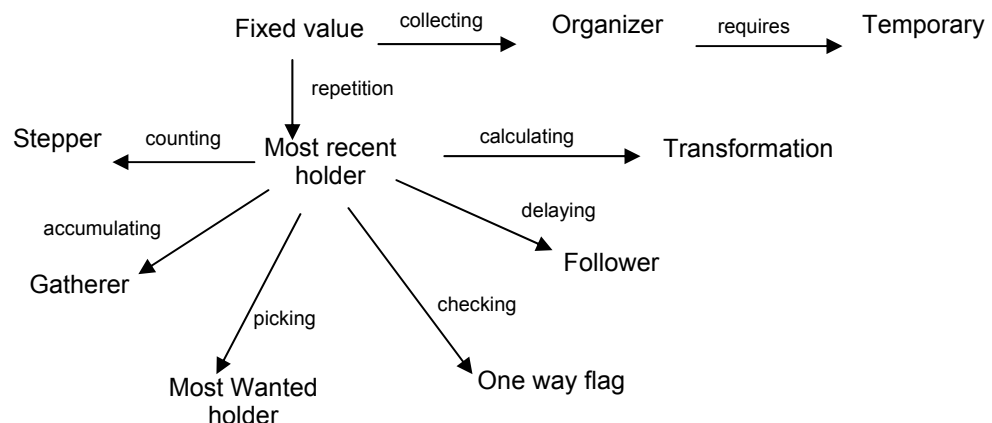 Fixed value
collecting
Organizer
requires
Temporary
repetition
Stepper
counting
Most recent
holder
calculating
Transformation
accumulating
delaying
Gatherer
Follower
picking
checking
Most Wanted
holder
One way flag